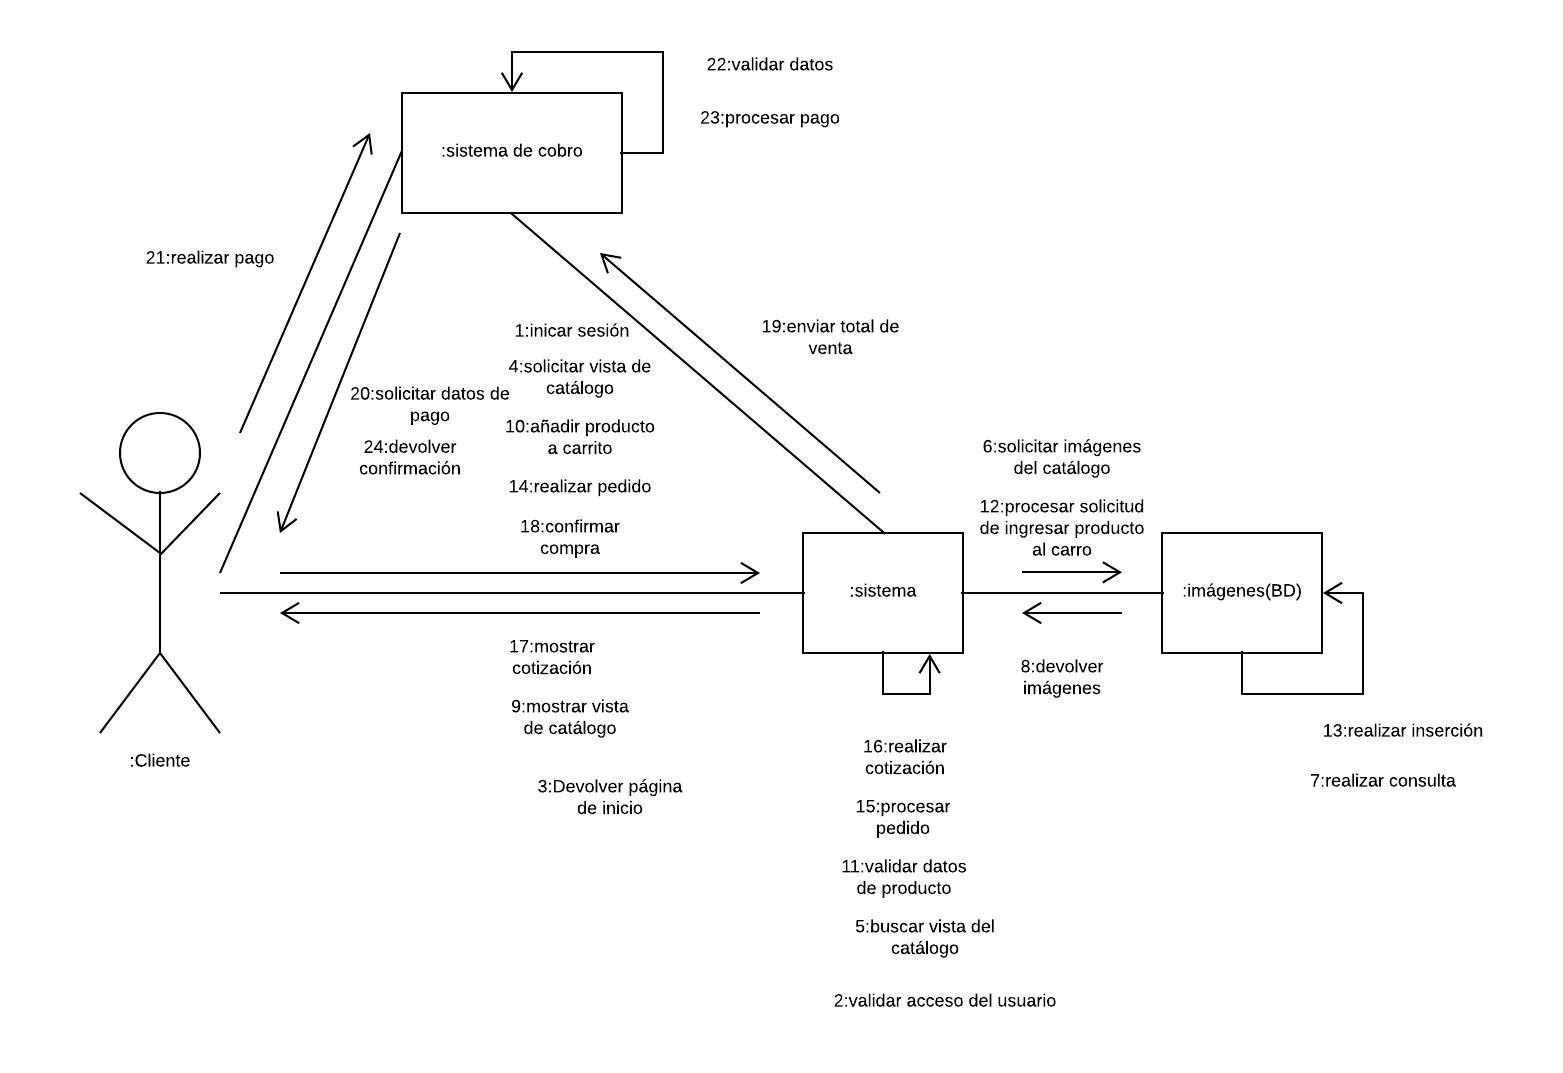 22:validar datos
23:procesar pago
:sistema de cobro
21:realizar pago
19:enviar total de
venta
1:inicar sesión
4:solicitar vista de
catálogo
20:solicitar datos de
pago
24:devolver
confirmación
10:añadir producto
a carrito
14:realizar pedido
18:confirmar
compra
6:solicitar imágenes
del catálogo
12:procesar solicitud
de ingresar producto
al carro
:sistema
:imágenes(BD)
17:mostrar
cotización
9:mostrar vista
de catálogo
3:Devolver página
de inicio
8:devolver
imágenes
13:realizar inserción
7:realizar consulta
:Cliente
16:realizar
cotización
15:procesar
pedido
11:validar datos
de producto
5:buscar vista del
catálogo
2:validar acceso del usuario